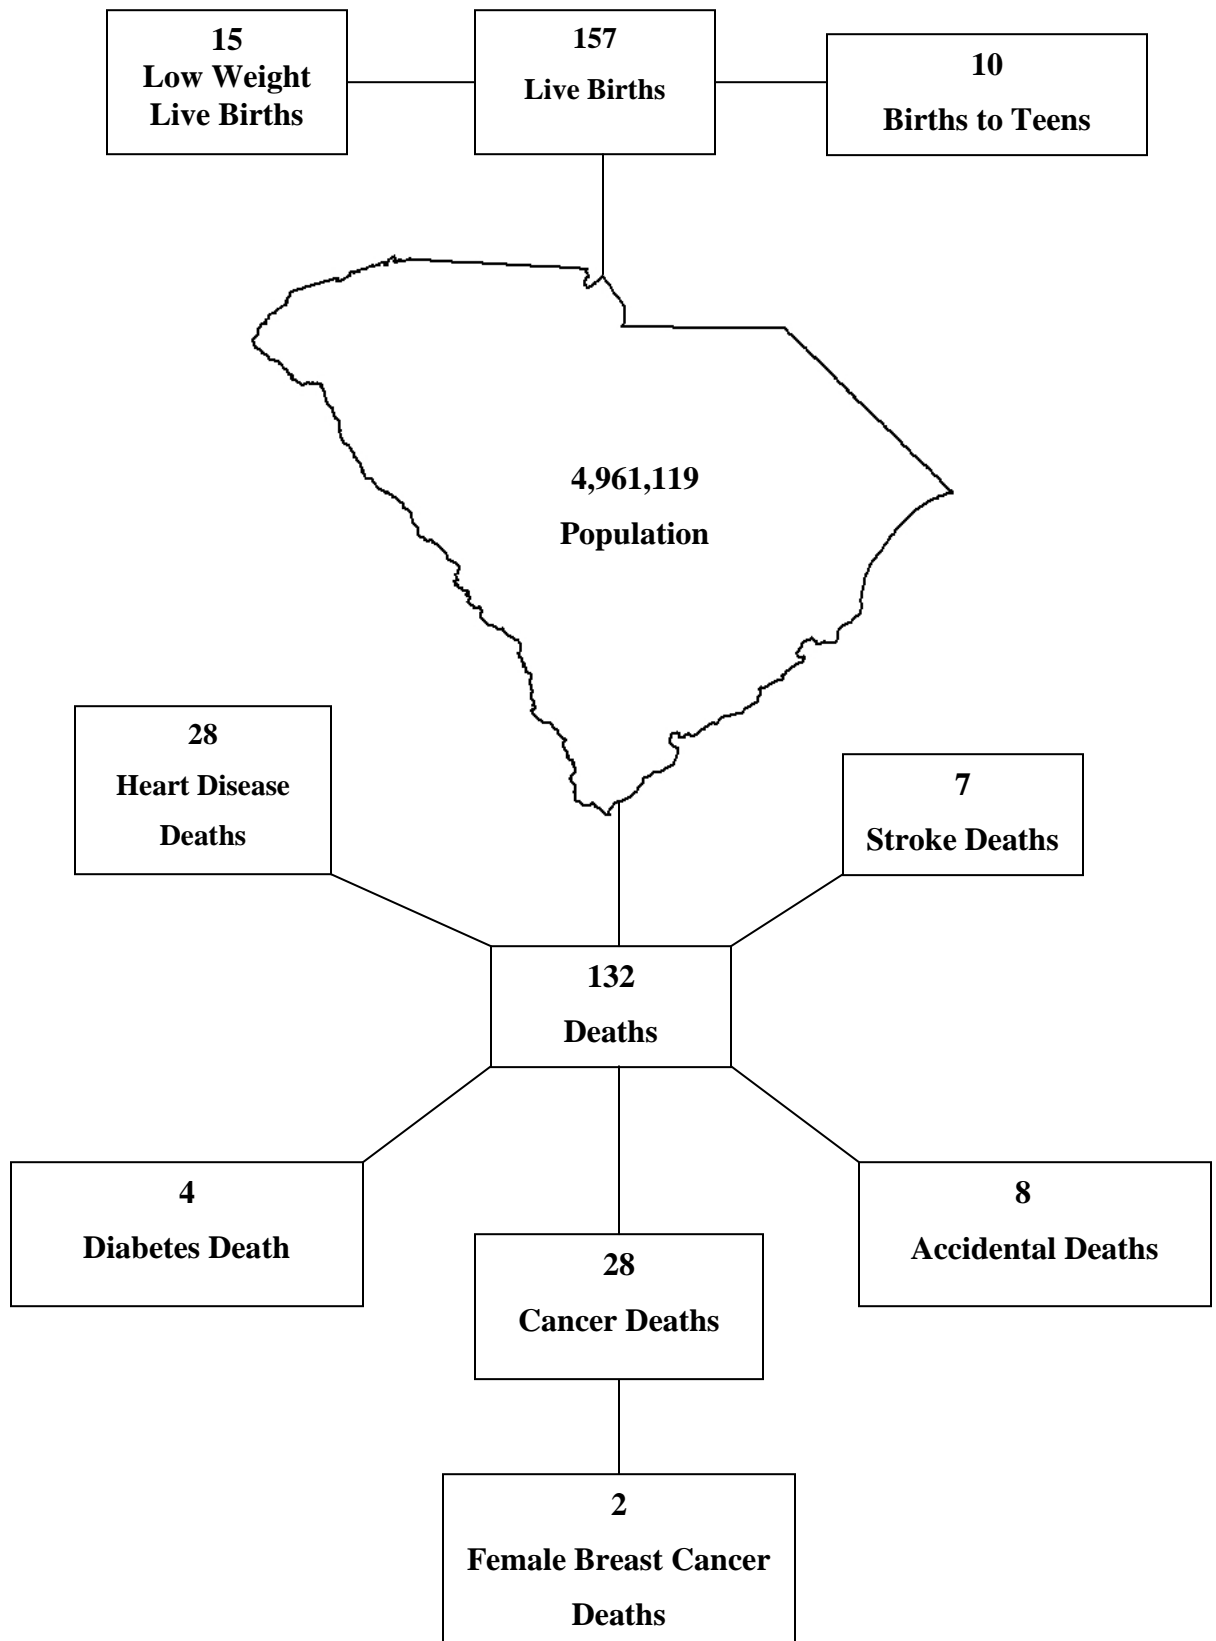 15
Low Weight
Live Births
157
Live Births
10
Births to Teens
4,961,119
Population
28
Heart Disease
Deaths
7
Stroke Deaths
132
Deaths
4
Diabetes Death
28
Cancer Deaths
8
Accidental Deaths
2
Female Breast Cancer
Deaths